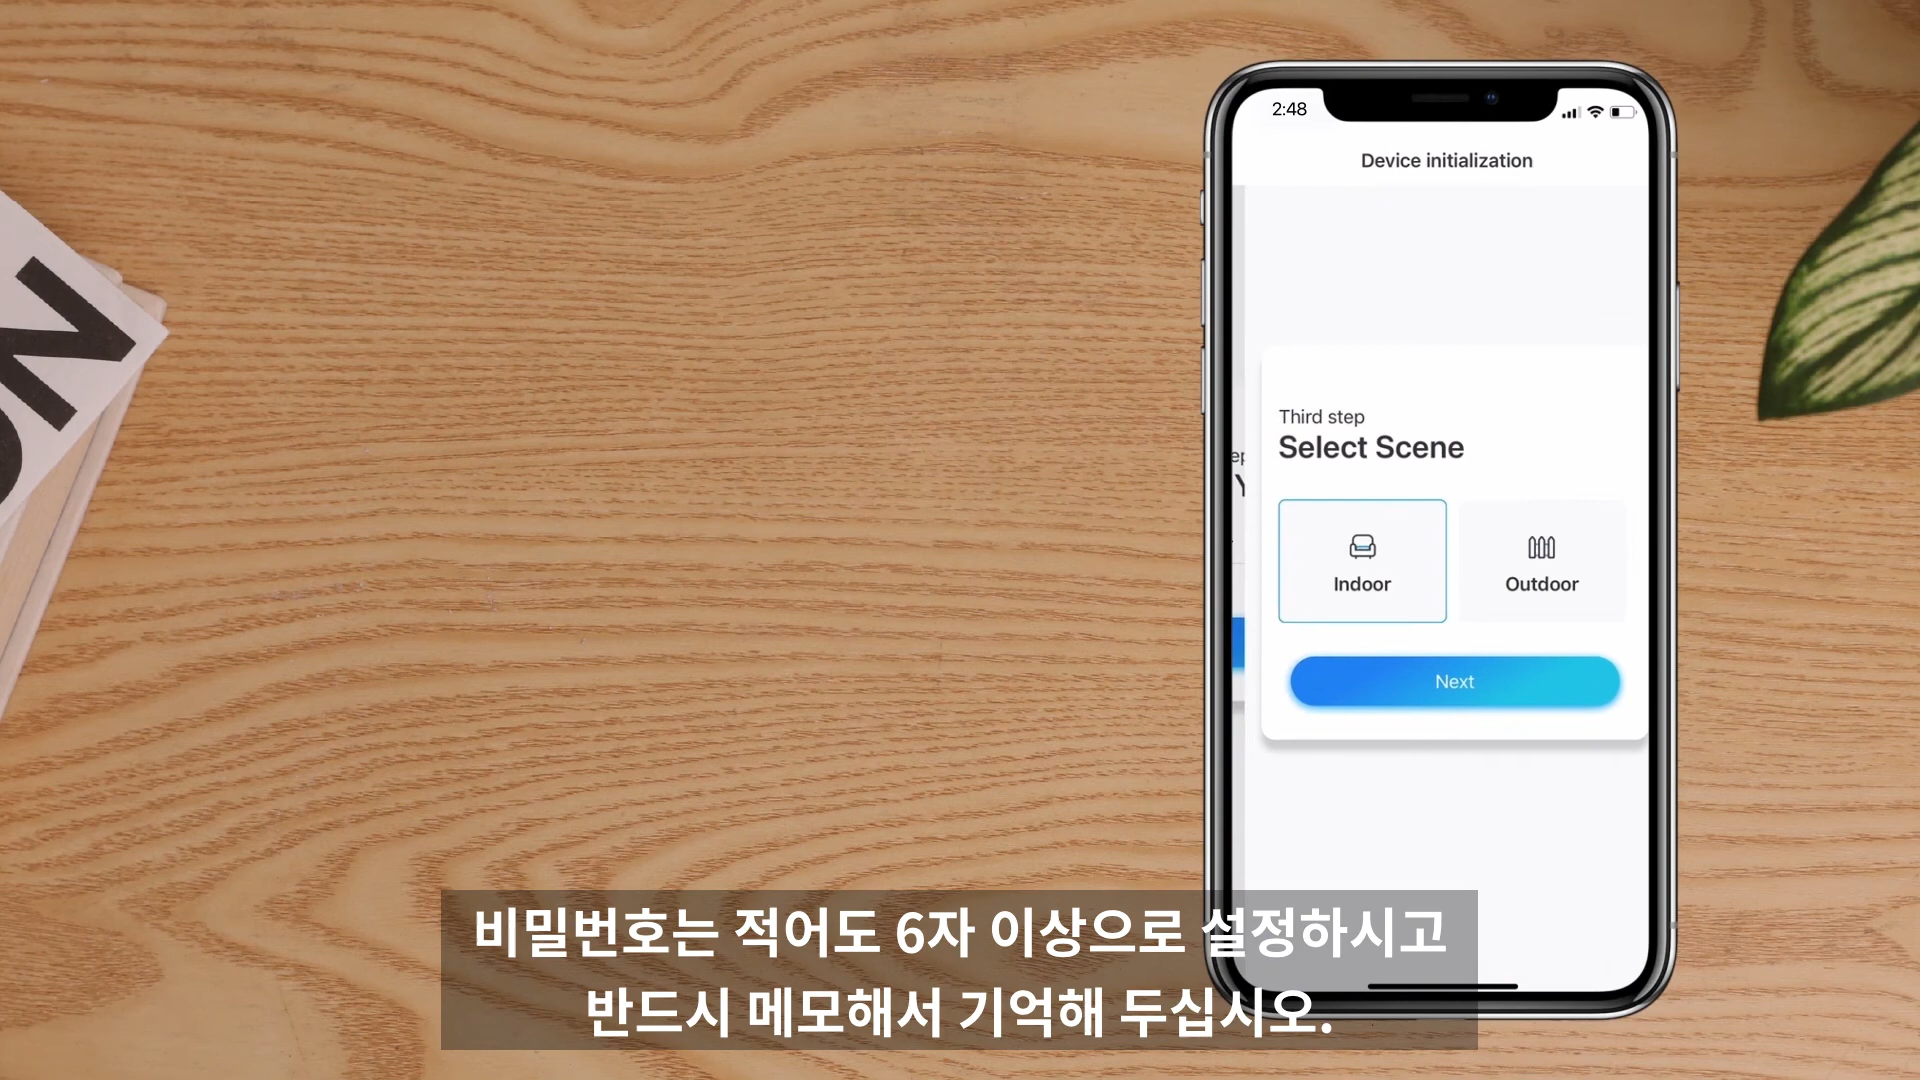 2:48
Device initialization
Third step
Select Scene
Indoor
Outdoor
Next
비밀번호는 적어도 6자 이상으로 설정하시고
반드시 메모해서 기억해 두십시오.